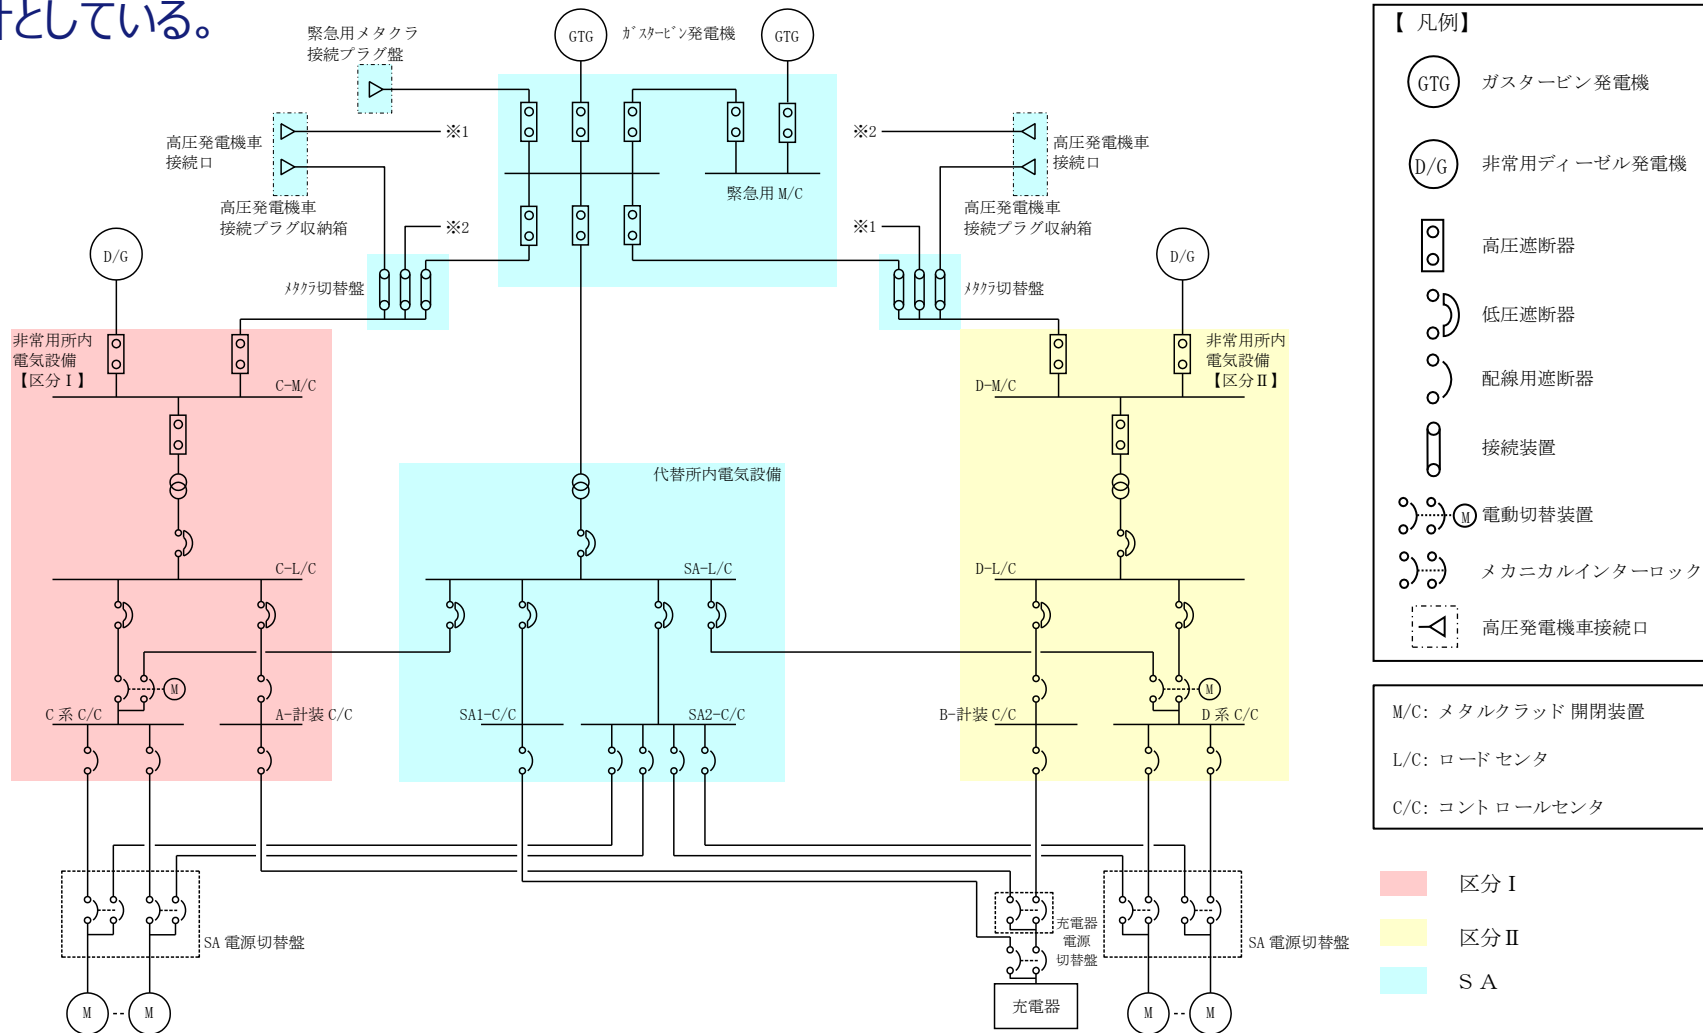 計としている。
緊急用メタクラ
接続プラグ盤
GTG
ガスタービン発電機
GTG
高圧発電機車
接続口
※1
※2
高圧発電機車
接続口
緊急用 M/C
高圧発電機車
接続プラグ収納箱
※2
※1
高圧発電機車
接続プラグ収納箱
D/G
D/G
メタクラ切替盤
メタクラ切替盤
非常用所内
電気設備
【区分Ⅰ】
C-M/C
D-M/C
非常用所内
電気設備
【区分Ⅱ】
代替所内電気設備
C-L/C
SA-L/C
D-L/C
M
M
C 系 C/C
A-計装 C/C
SA1-C/C
SA2-C/C
B-計装 C/C
D 系 C/C
SA 電源切替盤
充電器
電源
切替盤
SA 電源切替盤
M
M
充電器
M
M
【 凡例】
GTG
ガスタービン発電機
D/G
非常用ディーゼル発電機
高圧遮断器
低圧遮断器
配線用遮断器
接続装置
M
電動切替装置
メカニカルインターロック
高圧発電機車接続口
M/C: メタルクラッド開閉装置
L/C: ロードセンタ
C/C: コントロールセンタ
区分Ⅰ
区分Ⅱ
ＳＡ